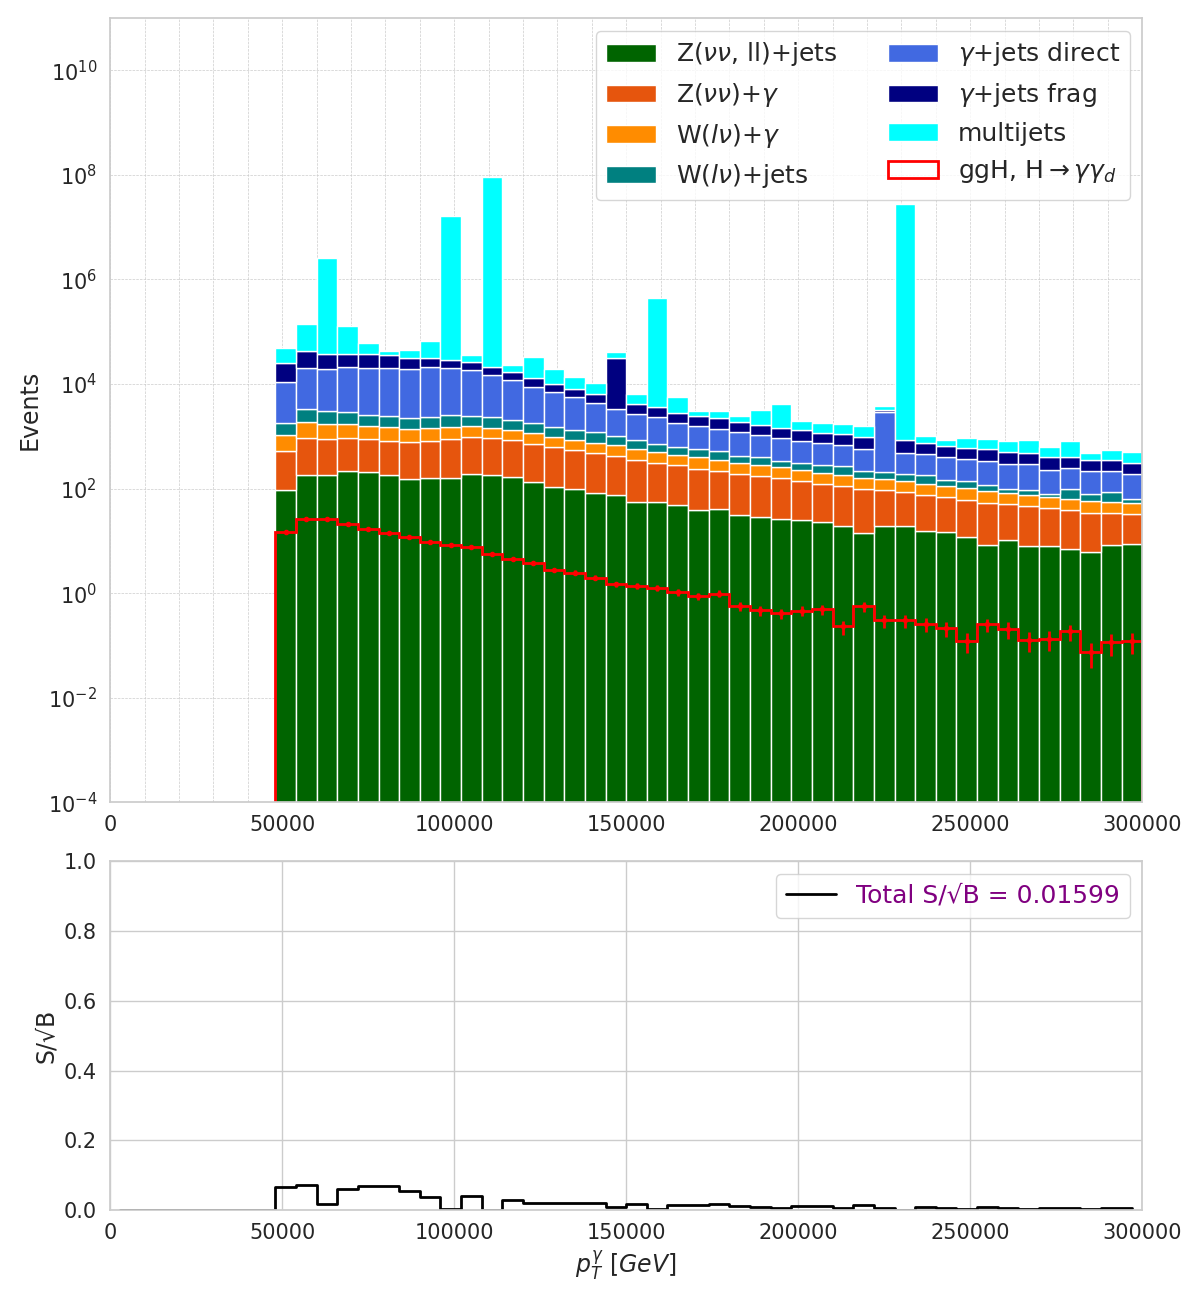 Z(νν, ll)+jets
Z(νν)+γ
W(lν)+γ
W(lν)+jets
γ+jets direct
γ+jets frag
multijets
ggH, H→γγ_d
Events
10^10
10^8
10^6
10^4
10^2
10^0
10^−2
10^−4
0 50000 100000 150000 200000 250000 300000
Total S/√B = 0.01599
S/√B
1.0
0.8
0.6
0.4
0.2
0.0
0 50000 100000 150000 200000 250000 300000
p_T^γ [GeV]